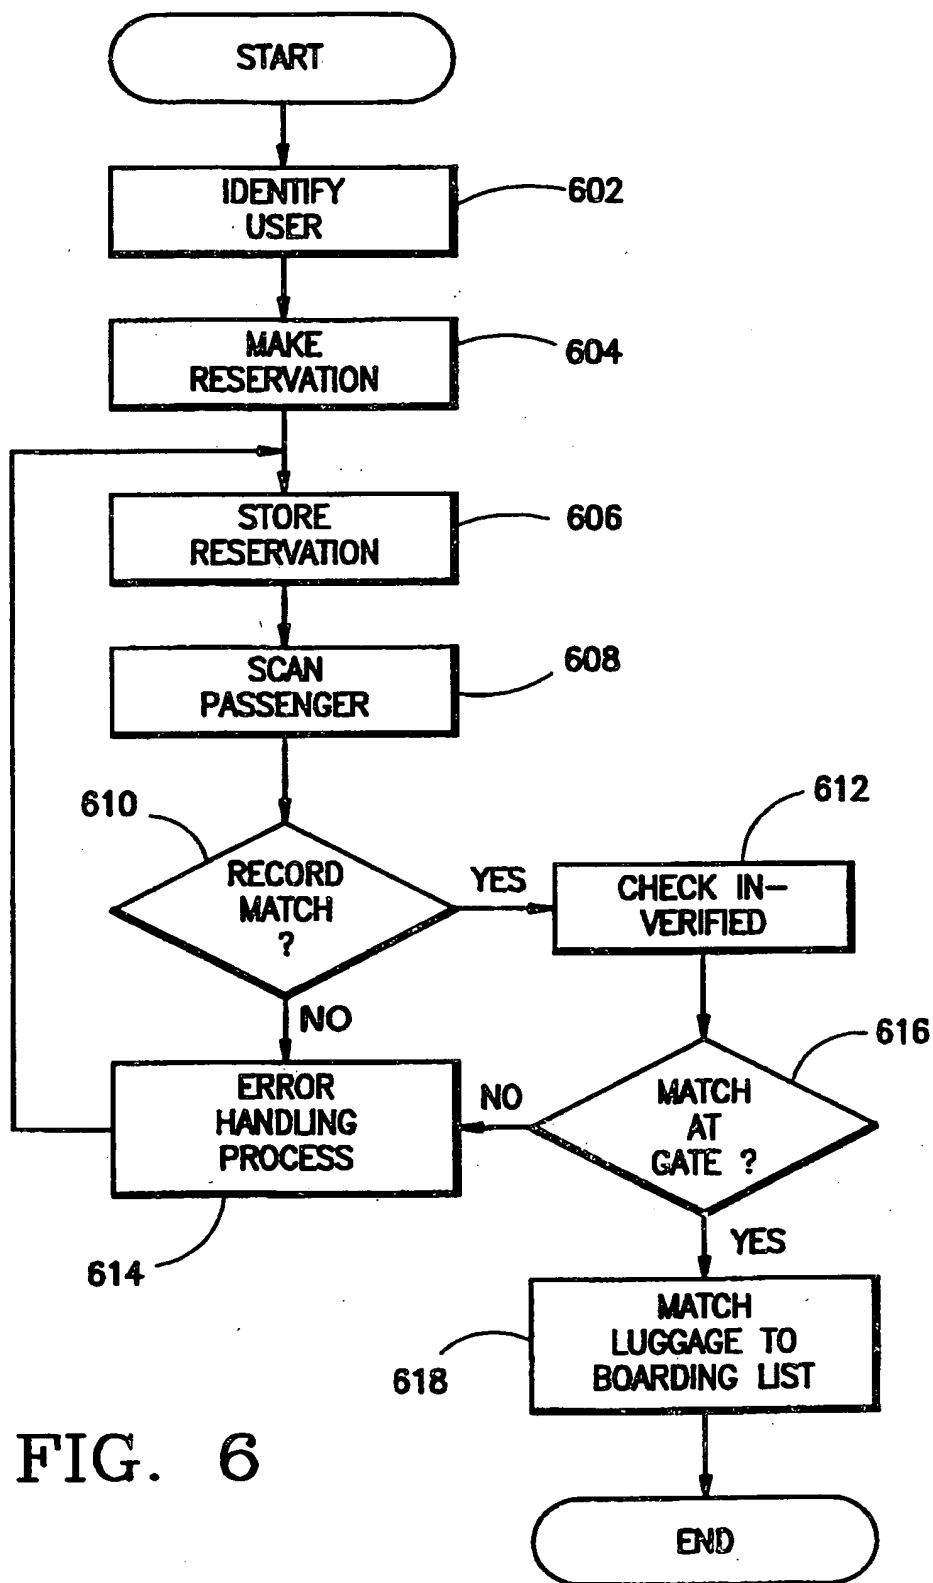 START
IDENTIFY
USER
602
MAKE
RESERVATION
604
STORE
RESERVATION
606
SCAN
PASSENGER
608
610
RECORD
MATCH
?
YES
612
CHECK IN-
VERIFIED
NO
616
MATCH
AT
GATE ?
NO
ERROR
HANDLING
PROCESS
614
YES
MATCH
LUGGAGE TO
BOARDING LIST
618
END
FIG. 6